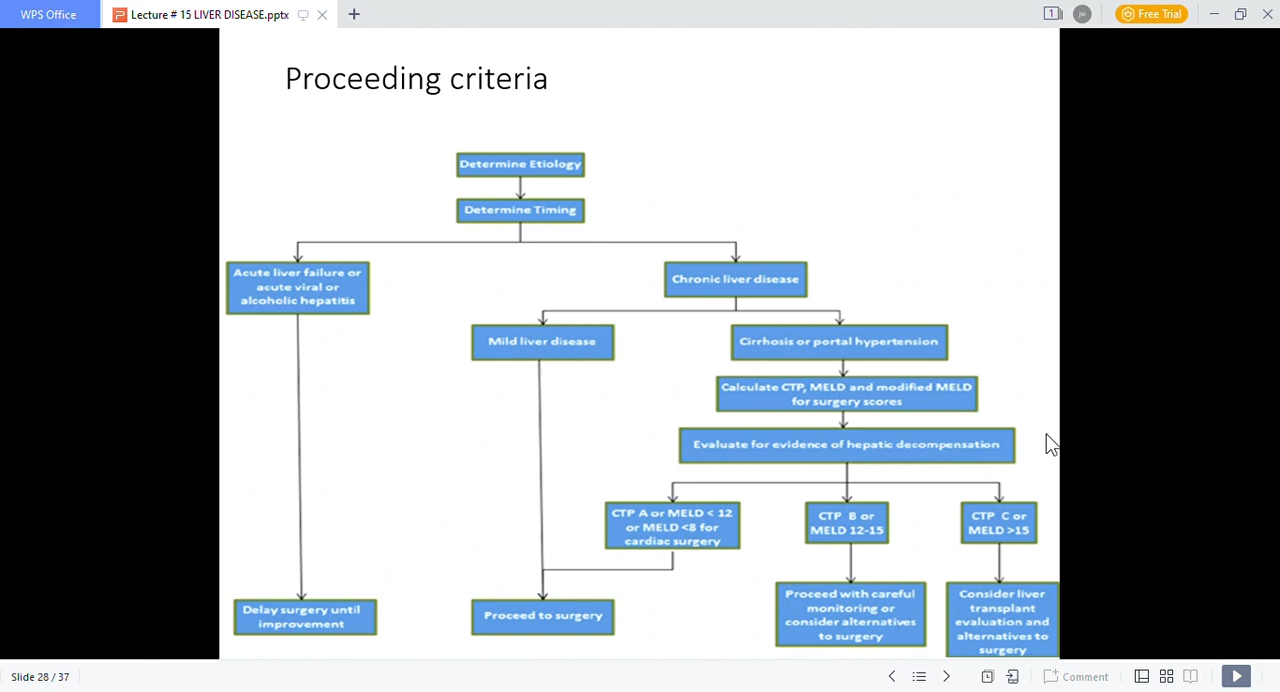 WPS Office
Lecture # 15 LIVER DISEASE.pptx
1
jw
Free Trial
Proceeding criteria
Determine Etiology
Determine Timing
Acute liver failure or
acute viral or
alcoholic hepatitis
Chronic liver disease
Mild liver disease
Cirrhosis or portal hypertension
Calculate CTP, MELD and modified MELD
for surgery scores
Evaluate for evidence of hepatic decompensation
CTP A or MELD < 12
or MELD <8 for
cardiac surgery
CTP B or
MELD 12-15
CTP C or
MELD >15
Delay surgery until
improvement
Proceed to surgery
Proceed with careful
monitoring or
consider alternatives
to surgery
Consider liver
transplant
evaluation and
alternatives to
surgery
Slide 28 / 37
Comment